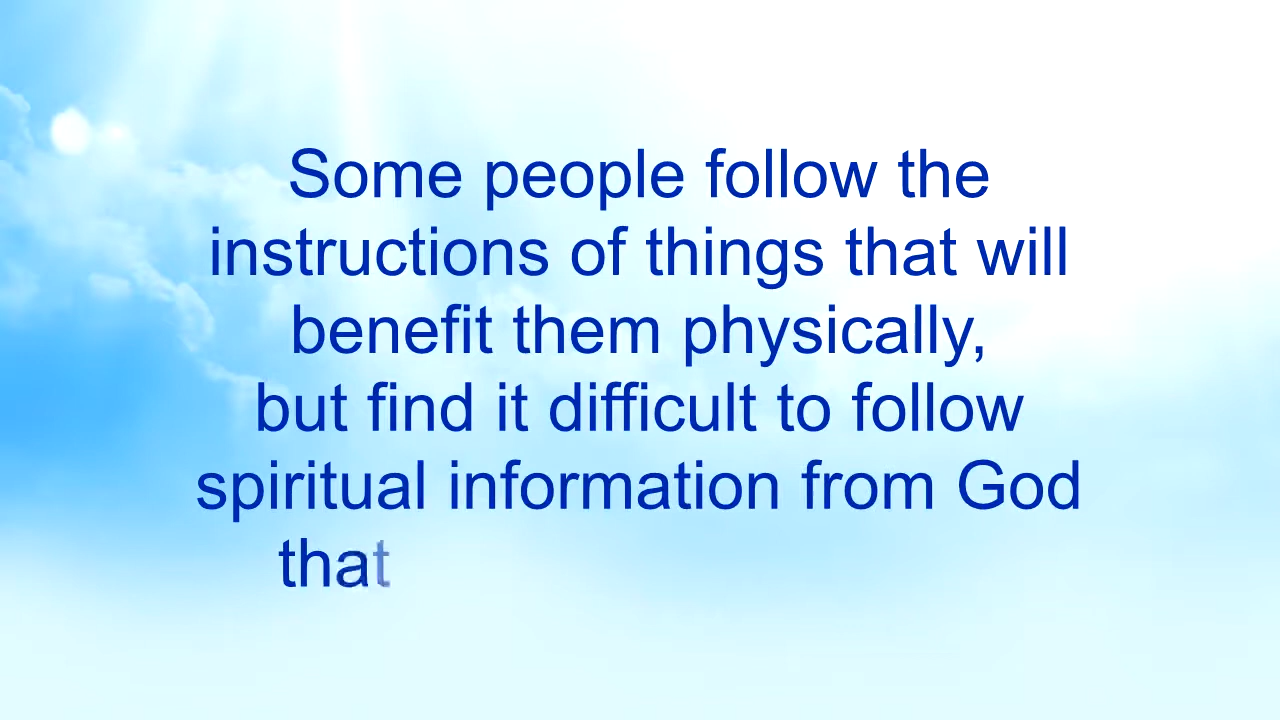 Some people follow the
instructions of things that will
benefit them physically,
but find it difficult to follow
spiritual information from God
that